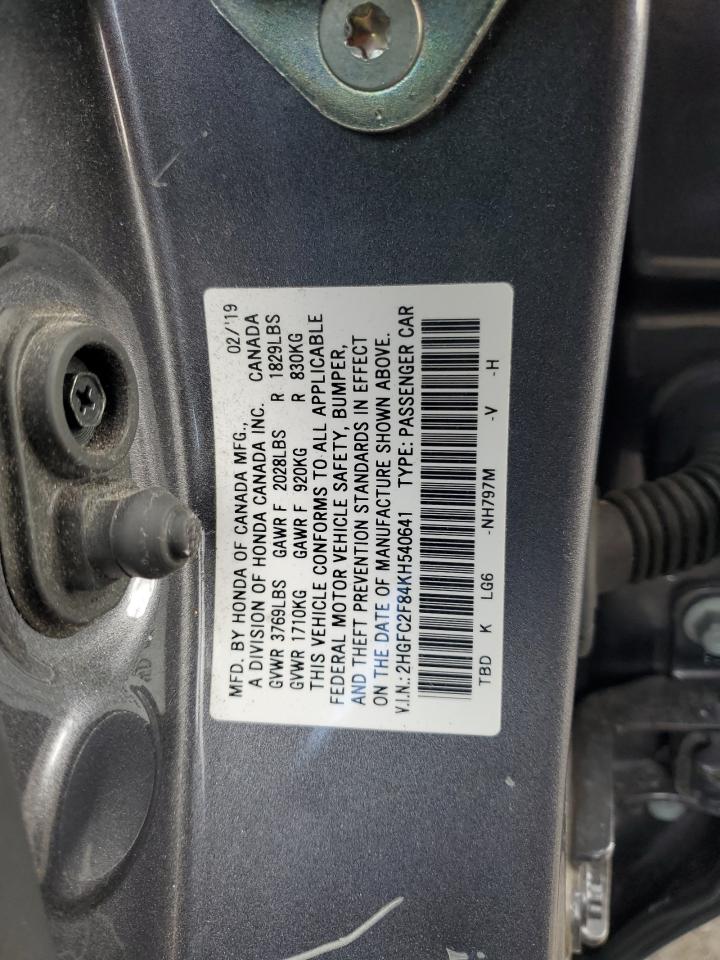 MFD. BY HONDA OF CANADA MFG., 02/'19
A DIVISION OF HONDA CANADA INC. CANADA
GVWR 3769LBS GAWR F 2028LBS R 1829LBS
GVWR 1710KG GAWR F 920KG R 830KG
THIS VEHICLE CONFORMS TO ALL APPLICABLE
FEDERAL MOTOR VEHICLE SAFETY, BUMPER,
AND THEFT PREVENTION STANDARDS IN EFFECT
ON THE DATE OF MANUFACTURE SHOWN ABOVE.
V.I.N.:2HGFC2F84KH540641 TYPE: PASSENGER CAR
TBD K LG6 -NH797M -V -H